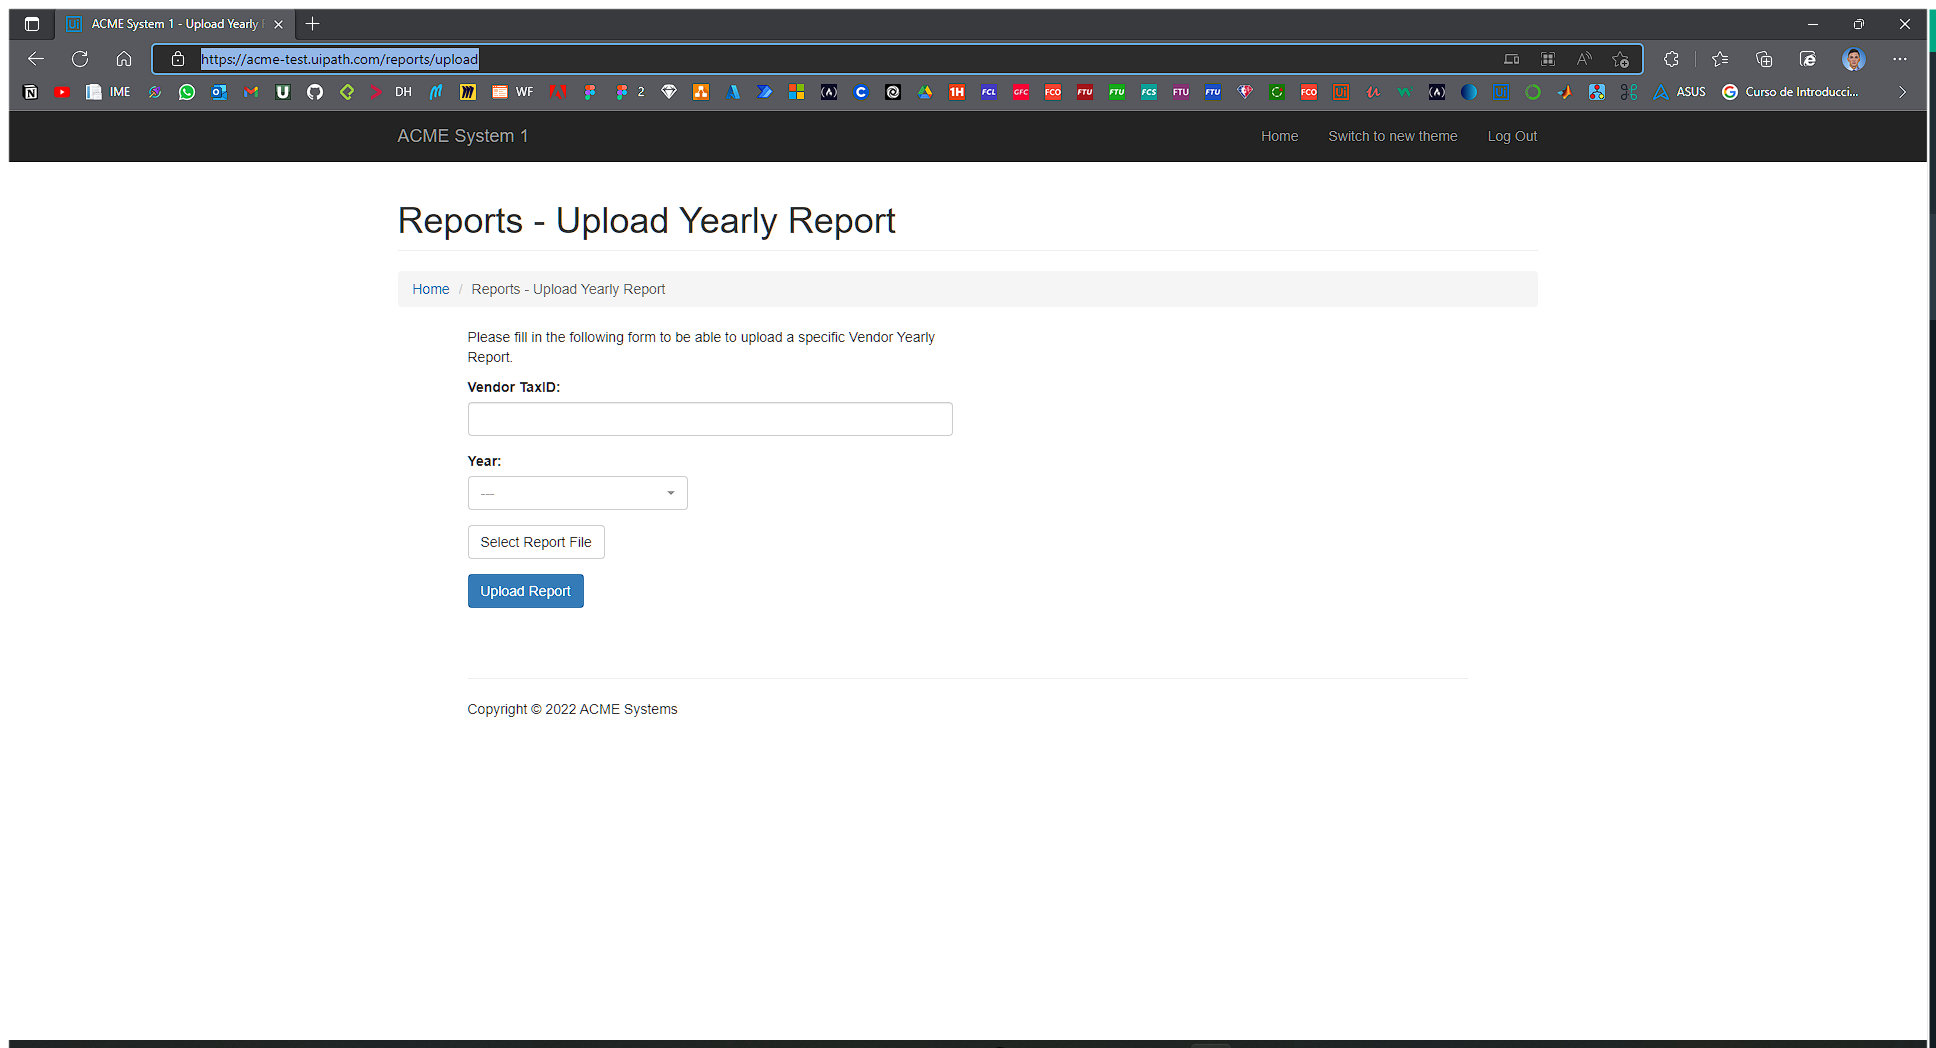 ACME System 1 - Upload Yearly
https://acme-test.uipath.com/reports/upload
IME
DH
WF
2
1H
FCL
GFC
FCO
FTU
FTU
FCS
FTU
FTU
FCO
ASUS
Curso de Introducci...
ACME System 1
Home
Switch to new theme
Log Out
Reports - Upload Yearly Report
Home / Reports - Upload Yearly Report
Please fill in the following form to be able to upload a specific Vendor Yearly
Report.
Vendor TaxID:
Year:
---
Select Report File
Upload Report
Copyright © 2022 ACME Systems